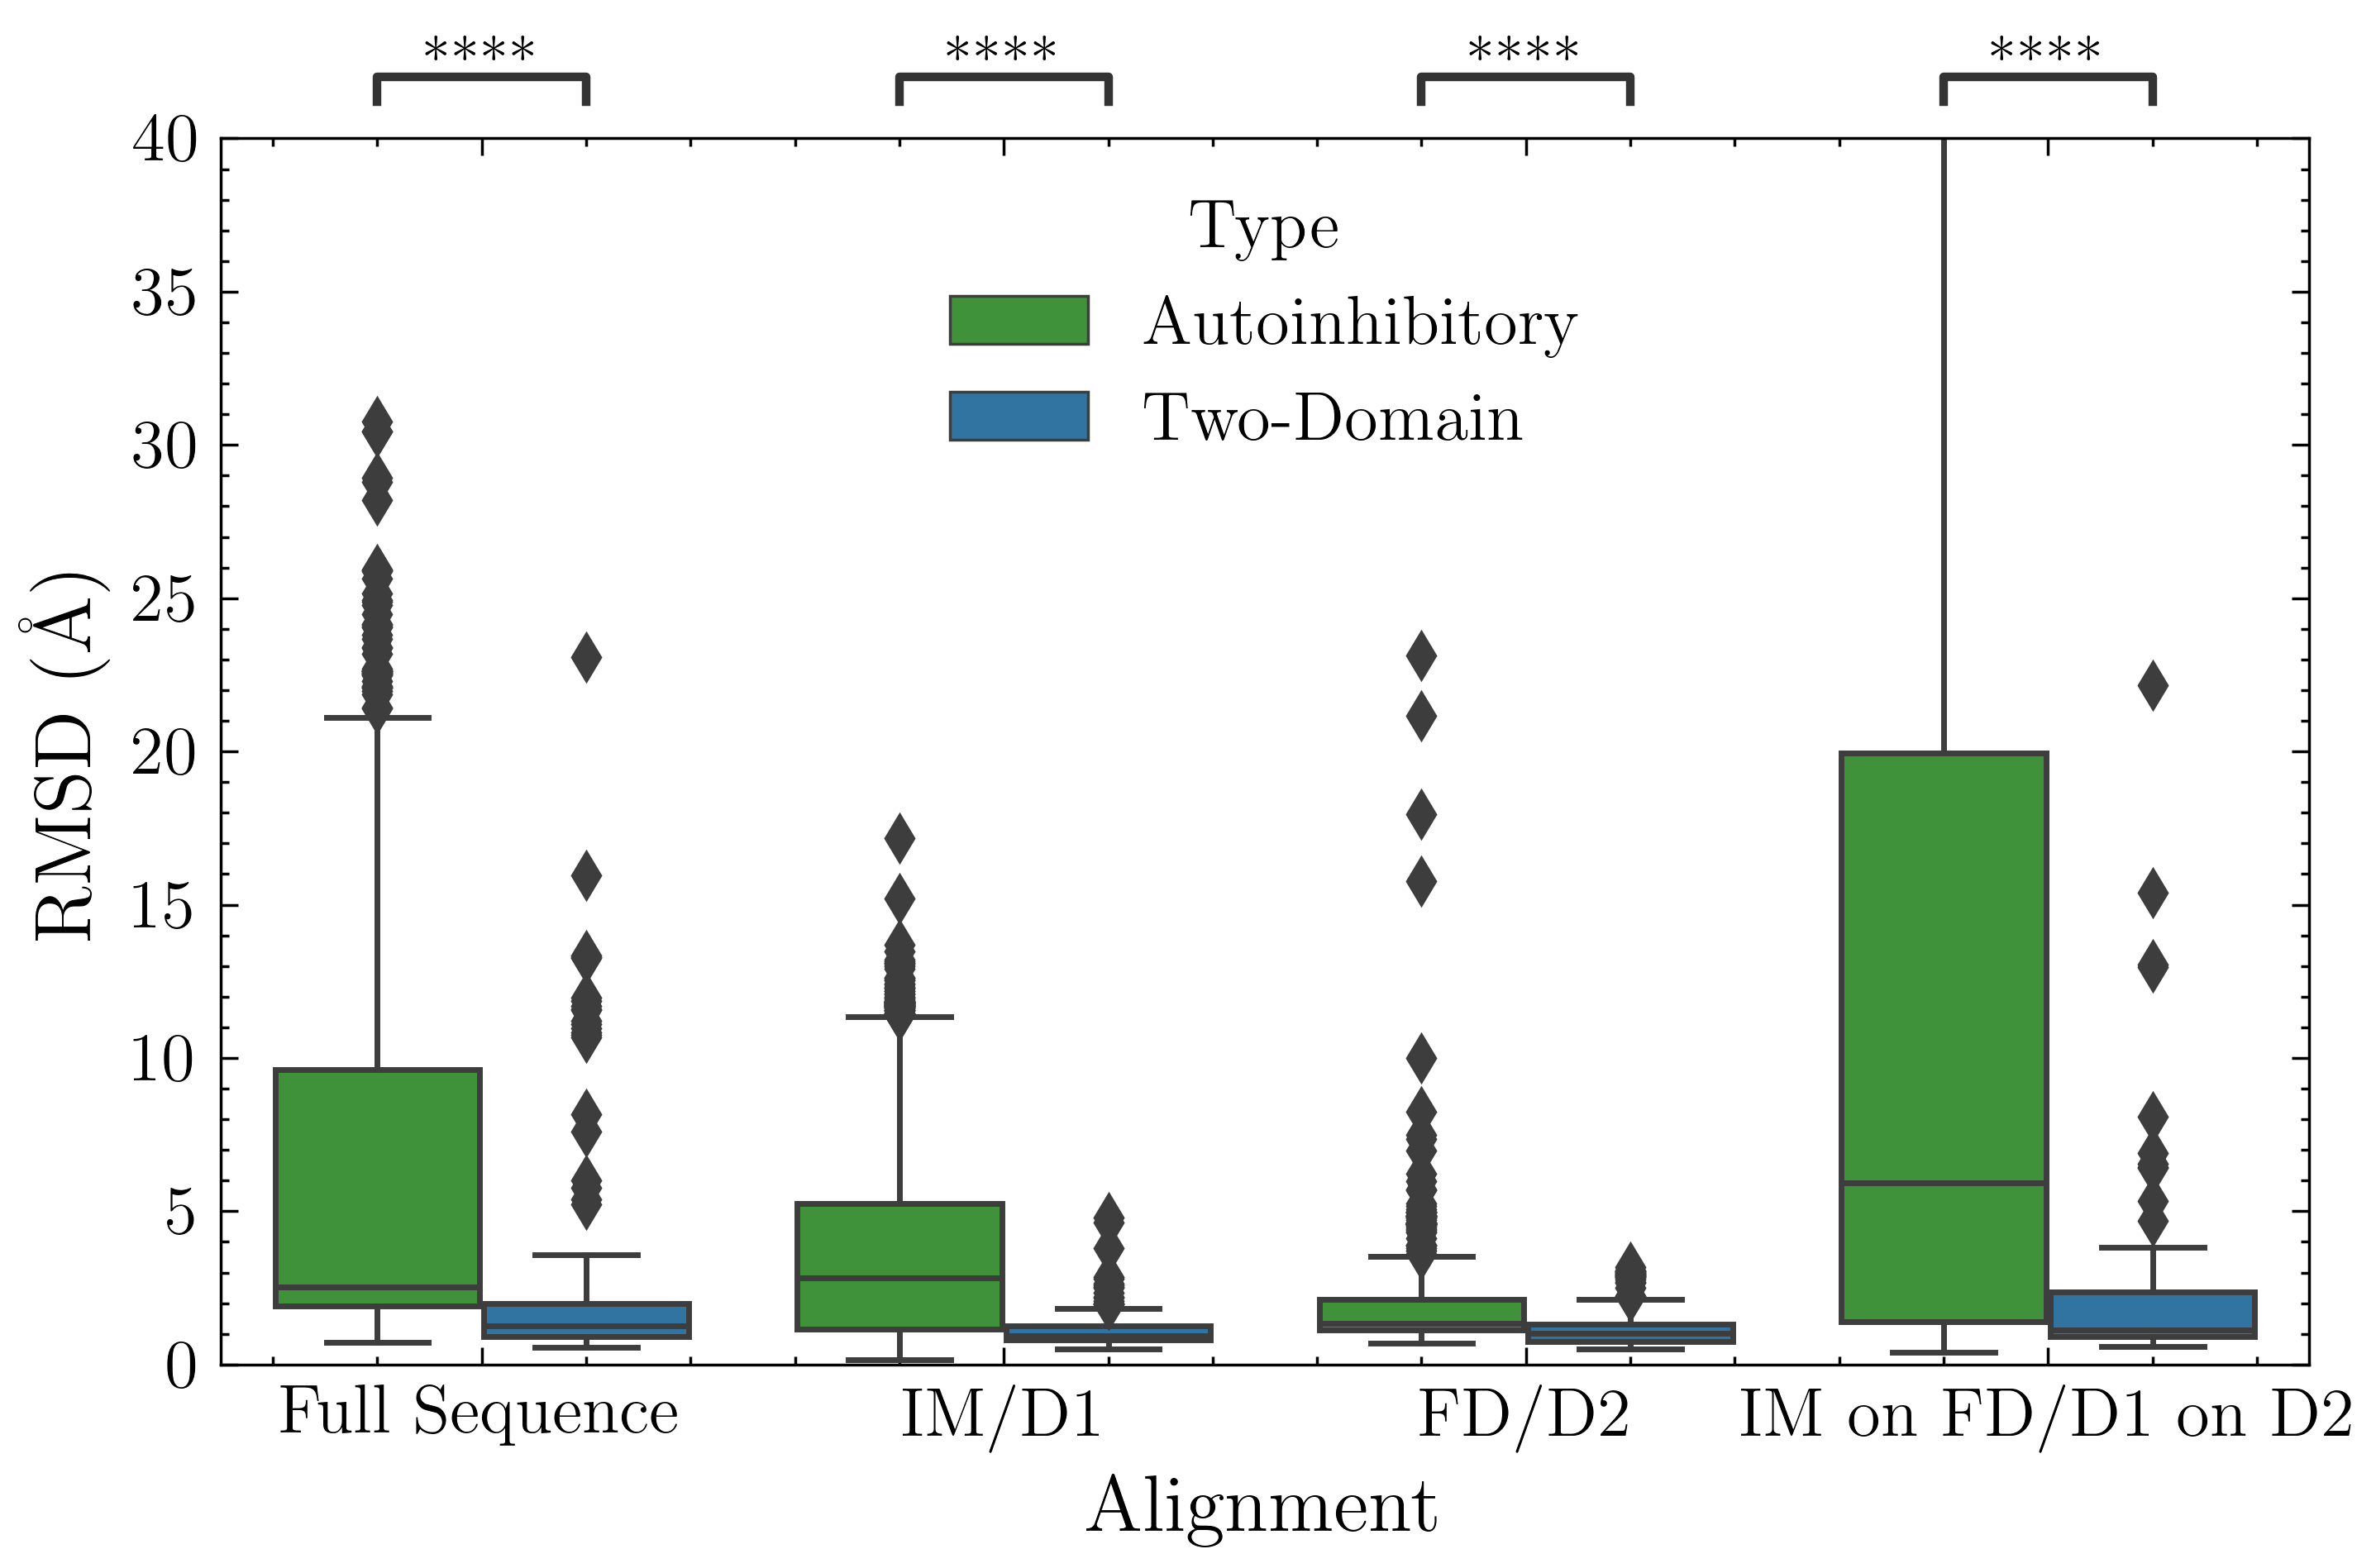 **** **** **** ****
40
35
30
25
20
15
10
5
0
RMSD (Å)
Type
Autoinhibitory
Two-Domain
Full Sequence IM/D1 FD/D2 IM on FD/D1 on D2
Alignment